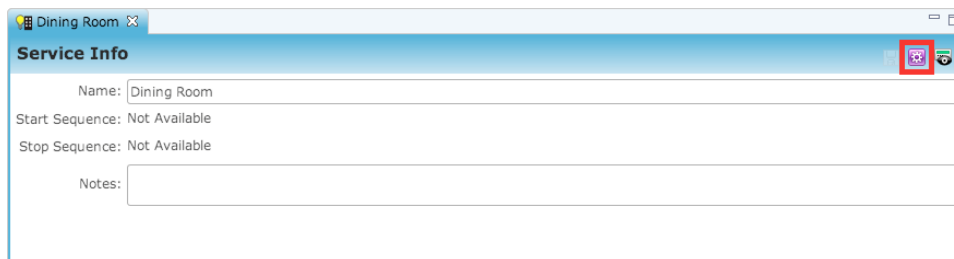 Dining Room
Service Info
Name: Dining Room
Start Sequence: Not Available
Stop Sequence: Not Available
Notes: